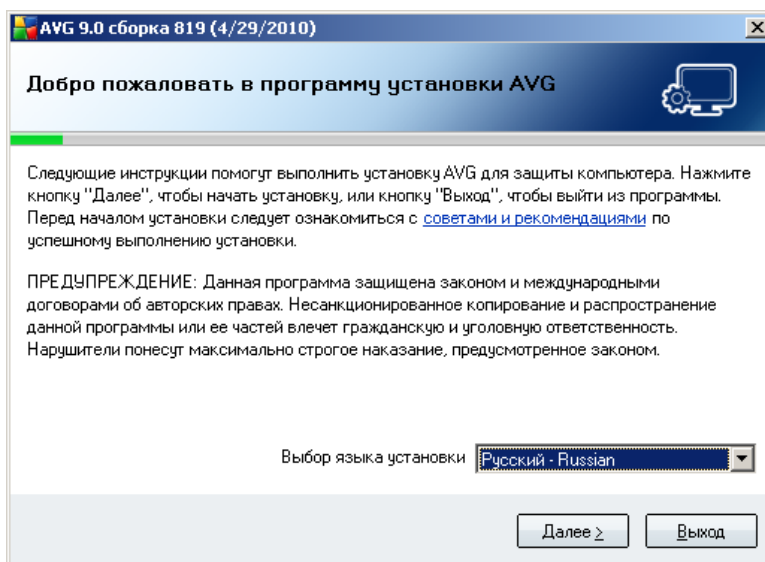 AVG 9.0 сборка 819 (4/29/2010)
Добро пожаловать в программу установки AVG
Следующие инструкции помогут выполнить установку AVG для защиты компьютера. Нажмите
кнопку "Далее", чтобы начать установку, или кнопку "Выход", чтобы выйти из программы.
Перед началом установки следует ознакомиться с советами и рекомендациями по
успешному выполнению установки.
ПРЕДУПРЕЖДЕНИЕ: Данная программа защищена законом и международными
договорами об авторских правах. Несанкционированное копирование и распространение
данной программы или ее частей влечет гражданскую и уголовную ответственность.
Нарушители понесут максимально строгое наказание, предусмотренное законом.
Выбор языка установки Русский - Russian
Далее > Выход